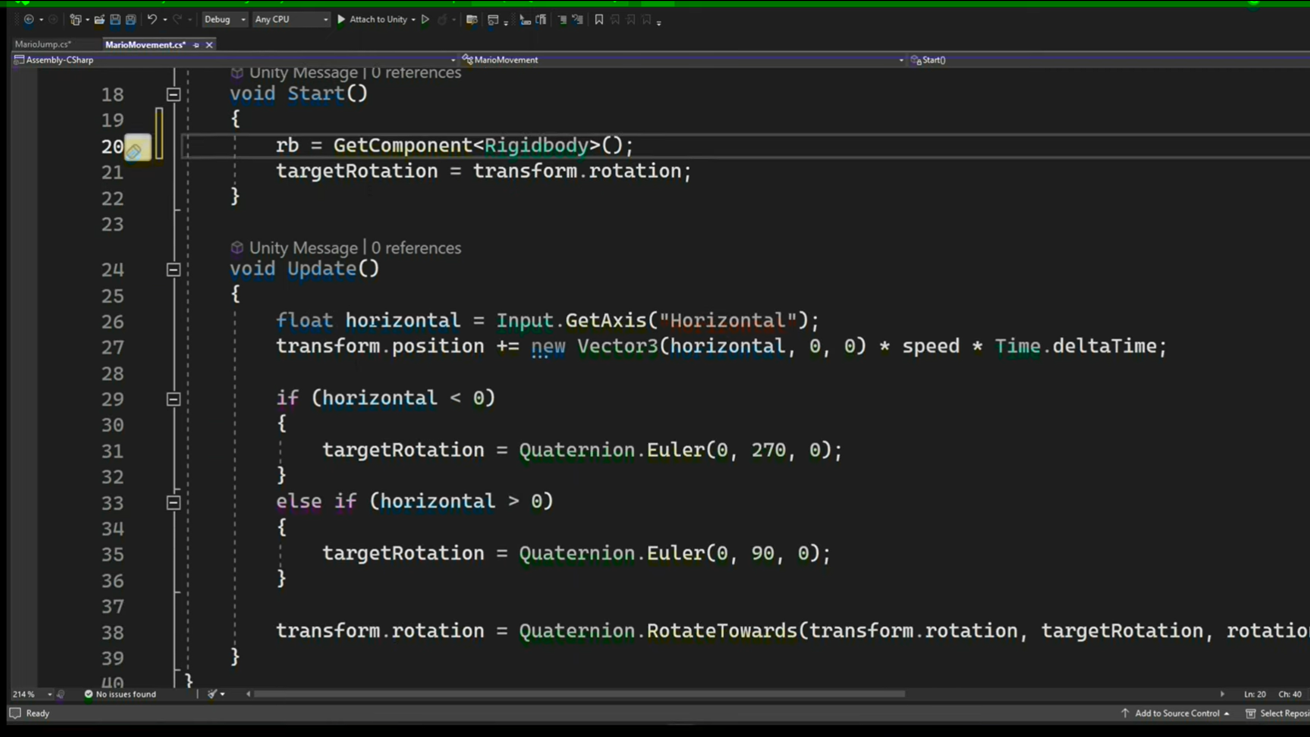 Debug Any CPU Attach to Unity
MarioJump.cs* MarioMovement.cs*
Assembly-CSharp MarioMovement Start()
Unity Message | 0 references
18 void Start()
19 {
20 rb = GetComponent<Rigidbody>();
21 targetRotation = transform.rotation;
22 }
23
Unity Message | 0 references
24 void Update()
25 {
26 float horizontal = Input.GetAxis("Horizontal");
27 transform.position += new Vector3(horizontal, 0, 0) * speed * Time.deltaTime;
28
29 if (horizontal < 0)
30 {
31 targetRotation = Quaternion.Euler(0, 270, 0);
32 }
33 else if (horizontal > 0)
34 {
35 targetRotation = Quaternion.Euler(0, 90, 0);
36 }
37
38 transform.rotation = Quaternion.RotateTowards(transform.rotation, targetRotation, rotatio
39 }
40 }
214 % No issues found Ln: 20 Ch: 40
Ready Add to Source Control Select Reposi